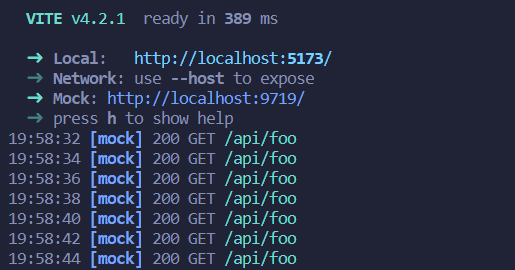 VITE v4.2.1 ready in 389 ms
➜ Local: http://localhost:5173/
➜ Network: use --host to expose
➜ Mock: http://localhost:9719/
➜ press h to show help
19:58:32 [mock] 200 GET /api/foo
19:58:34 [mock] 200 GET /api/foo
19:58:36 [mock] 200 GET /api/foo
19:58:38 [mock] 200 GET /api/foo
19:58:40 [mock] 200 GET /api/foo
19:58:42 [mock] 200 GET /api/foo
19:58:44 [mock] 200 GET /api/foo